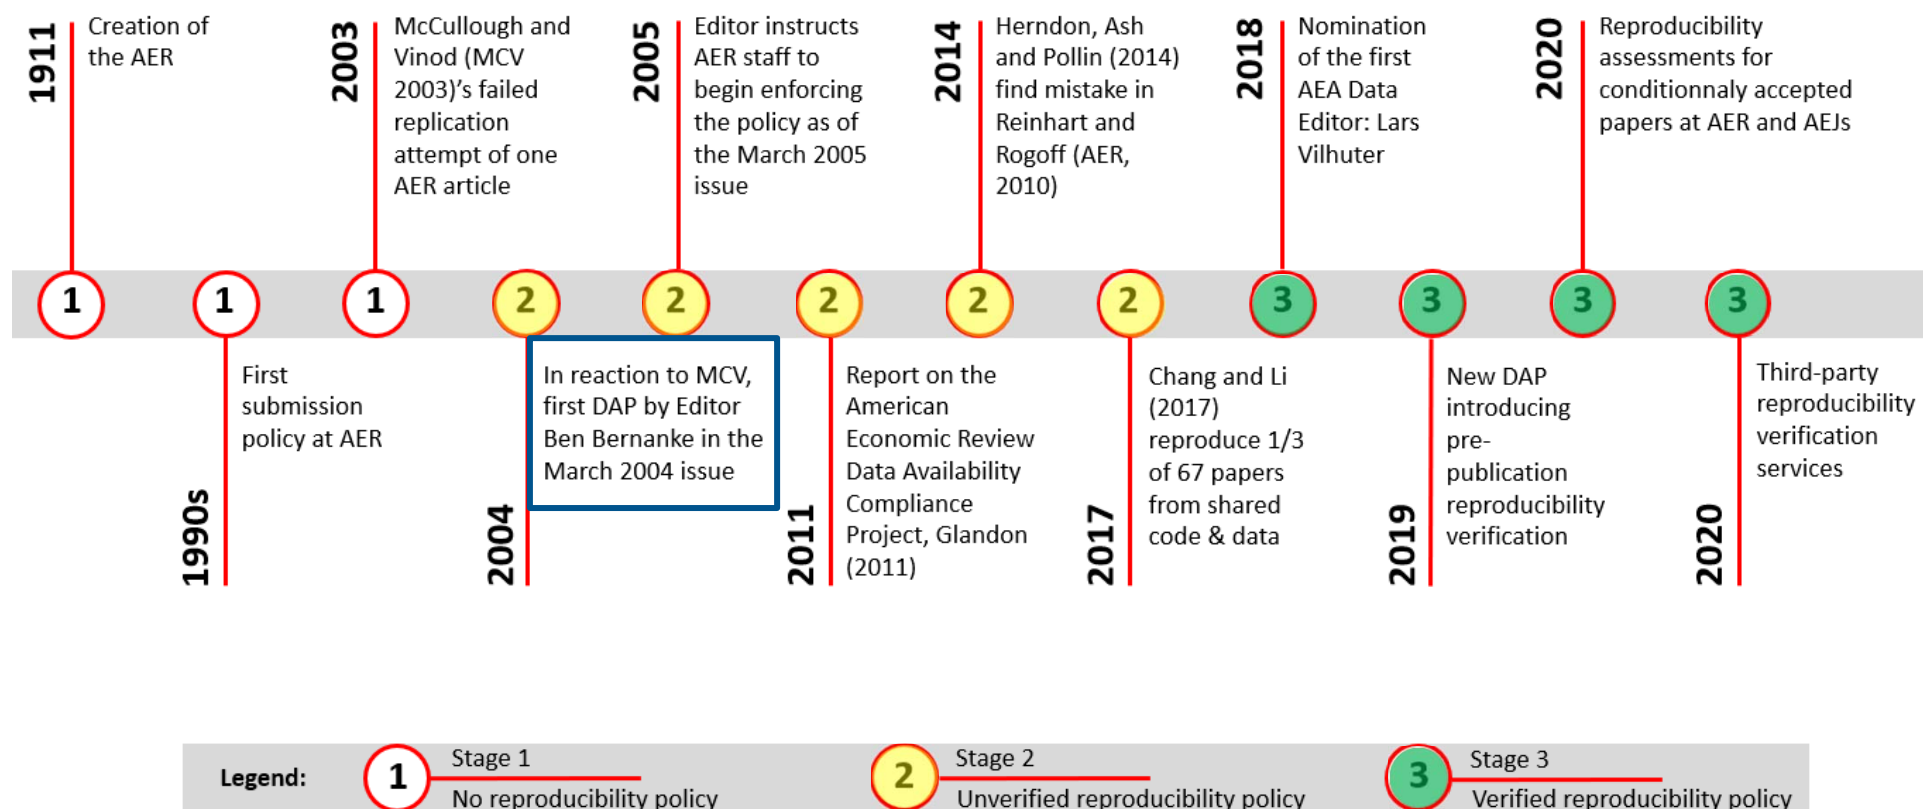 1911
Creation of
the AER
2003
McCullough and
Vinod (MCV
2003)'s failed
replication
attempt of one
AER article
2005
Editor instructs
AER staff to
begin enforcing
the policy as of
the March 2005
issue
2014
Herndon, Ash
and Pollin (2014)
find mistake in
Reinhart and
Rogoff (AER,
2010)
2018
Nomination
of the first
AEA Data
Editor: Lars
Vilhuter
2020
Reproducibility
assessments for
conditionnaly accepted
papers at AER and AEJs
1 1 1 2 2 2 2 2 3 3 3 3
1990s
First
submission
policy at AER
2004
In reaction to MCV,
first DAP by Editor
Ben Bernanke in the
March 2004 issue
2011
Report on the
American
Economic Review
Data Availability
Compliance
Project, Glandon
(2011)
2017
Chang and Li
(2017)
reproduce 1/3
of 67 papers
from shared
code & data
2019
New DAP
introducing
pre-
publication
reproducibility
verification
2020
Third-party
reproducibility
verification
services
Legend:
1
Stage 1
No reproducibility policy
2
Stage 2
Unverified reproducibility policy
3
Stage 3
Verified reproducibility policy